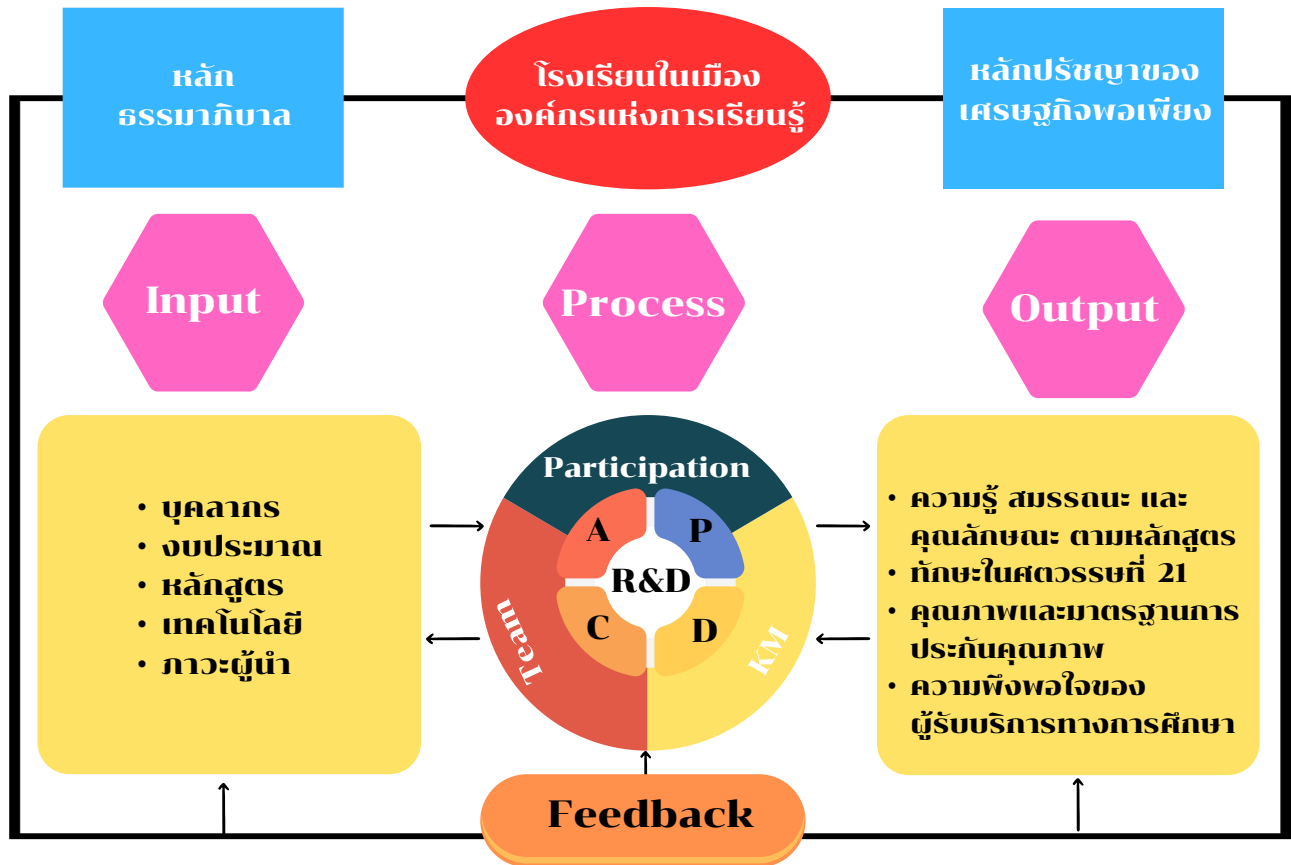 หลัก
ธรรมาภิบาล
โรงเรียนในเมือง
องค์กรแห่งการเรียนรู้
หลักปรัชญาของ
เศรษฐกิจพอเพียง
Input
Process
Output
• บุคลากร
• งบประมาณ
• หลักสูตร
• เทคโนโลยี
• ภาวะผู้นำ
Participation
A
P
R&D
C
D
Team
KM
• ความรู้ สมรรถนะ และ
คุณลักษณะ ตามหลักสูตร
• ทักษะในศตวรรษที่ 21
• คุณภาพและมาตรฐานการ
ประกันคุณภาพ
• ความพึงพอใจของ
ผู้รับบริการทางการศึกษา
Feedback